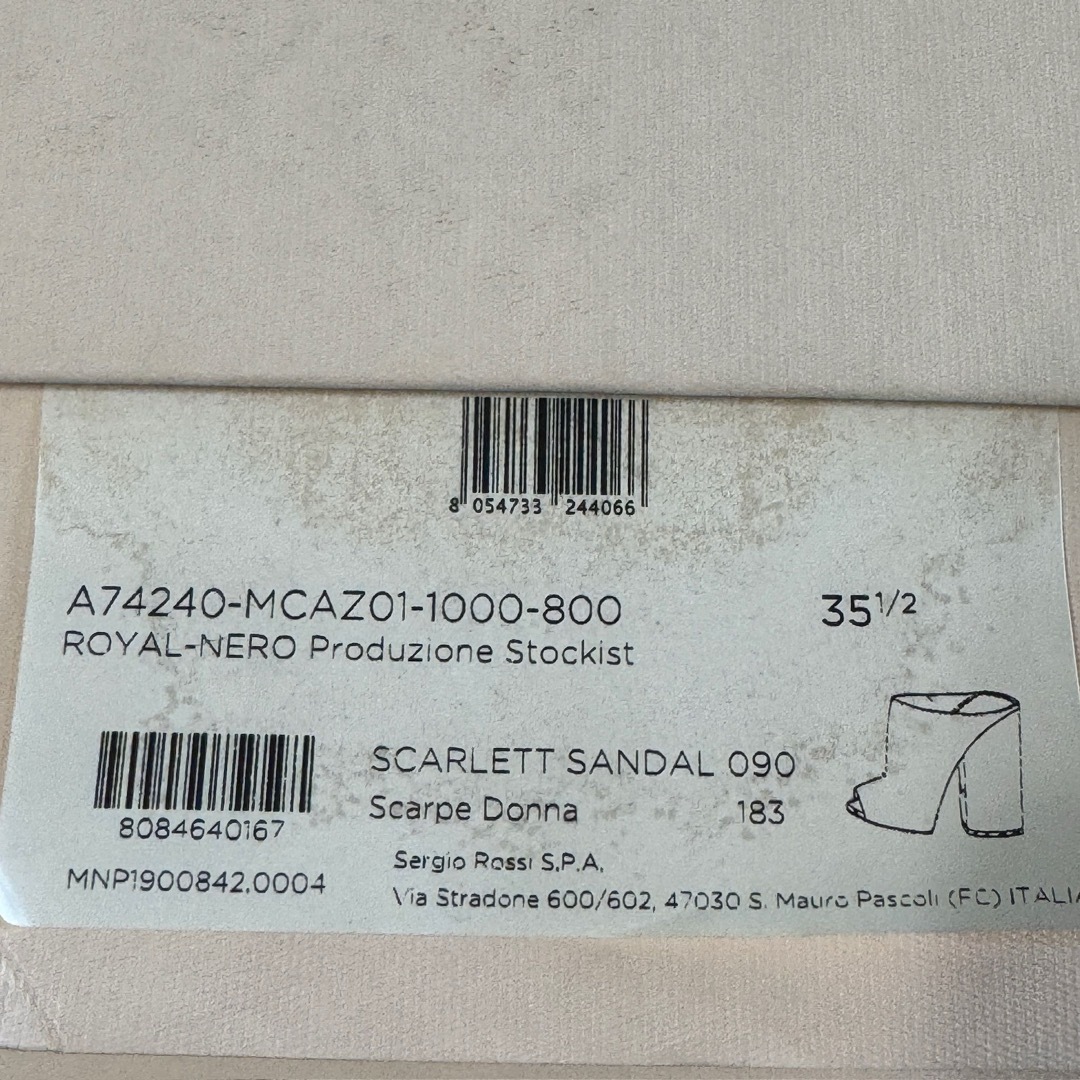 8 054733 244066
A74240-MCAZ01-1000-800
35 1/2
ROYAL-NERO Produzione Stockist
SCARLETT SANDAL 090
Scarpe Donna 183
8084640167
Sergio Rossi S.P.A,
MNP1900842.0004
Via Stradone 600/602, 47030 S. Mauro Pascoli (FC) ITALIA